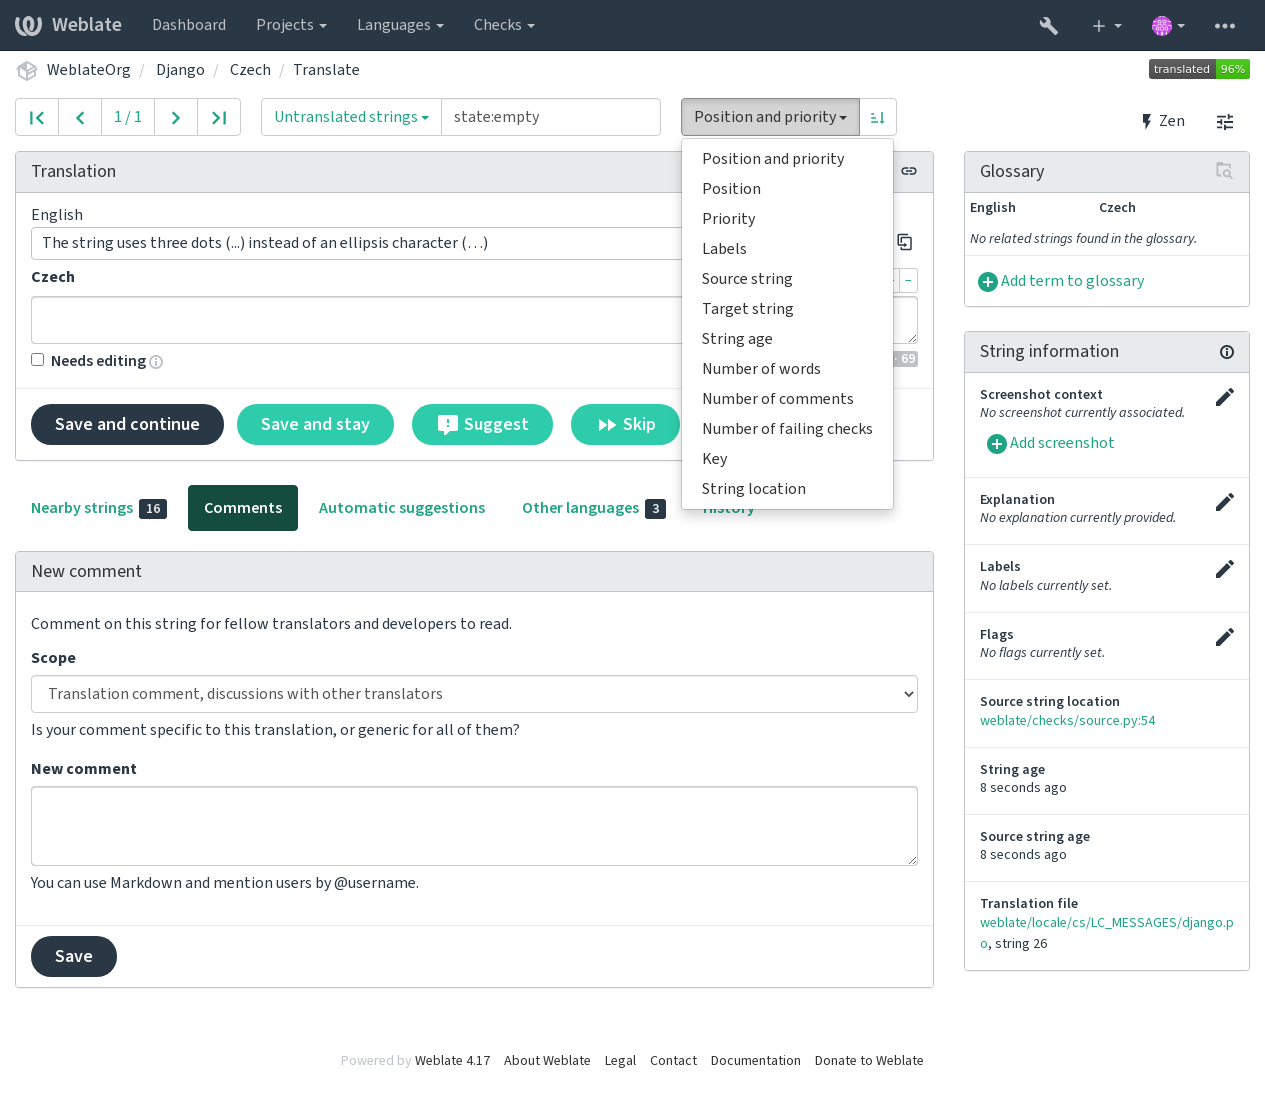 Weblate
Dashboard
Projects
Languages
Checks
WeblateOrg / Django / Czech / Translate
translated 96%
1 / 1
Untranslated strings
state:empty
Position and priority
Zen
Position and priority
Position
Priority
Labels
Source string
Target string
String age
Number of words
Number of comments
Number of failing checks
Key
String location
Translation
English
The string uses three dots (...) instead of an ellipsis character (…)
Czech
Needs editing
69
Save and continue
Save and stay
Suggest
Skip
Nearby strings 16
Comments
Automatic suggestions
Other languages 3
History
New comment
Comment on this string for fellow translators and developers to read.
Scope
Translation comment, discussions with other translators
Is your comment specific to this translation, or generic for all of them?
New comment
You can use Markdown and mention users by @username.
Save
Glossary
English Czech
No related strings found in the glossary.
Add term to glossary
String information
Screenshot context
No screenshot currently associated.
Add screenshot
Explanation
No explanation currently provided.
Labels
No labels currently set.
Flags
No flags currently set.
Source string location
weblate/checks/source.py:54
String age
8 seconds ago
Source string age
8 seconds ago
Translation file
weblate/locale/cs/LC_MESSAGES/django.p
o, string 26
Powered by Weblate 4.17 About Weblate Legal Contact Documentation Donate to Weblate